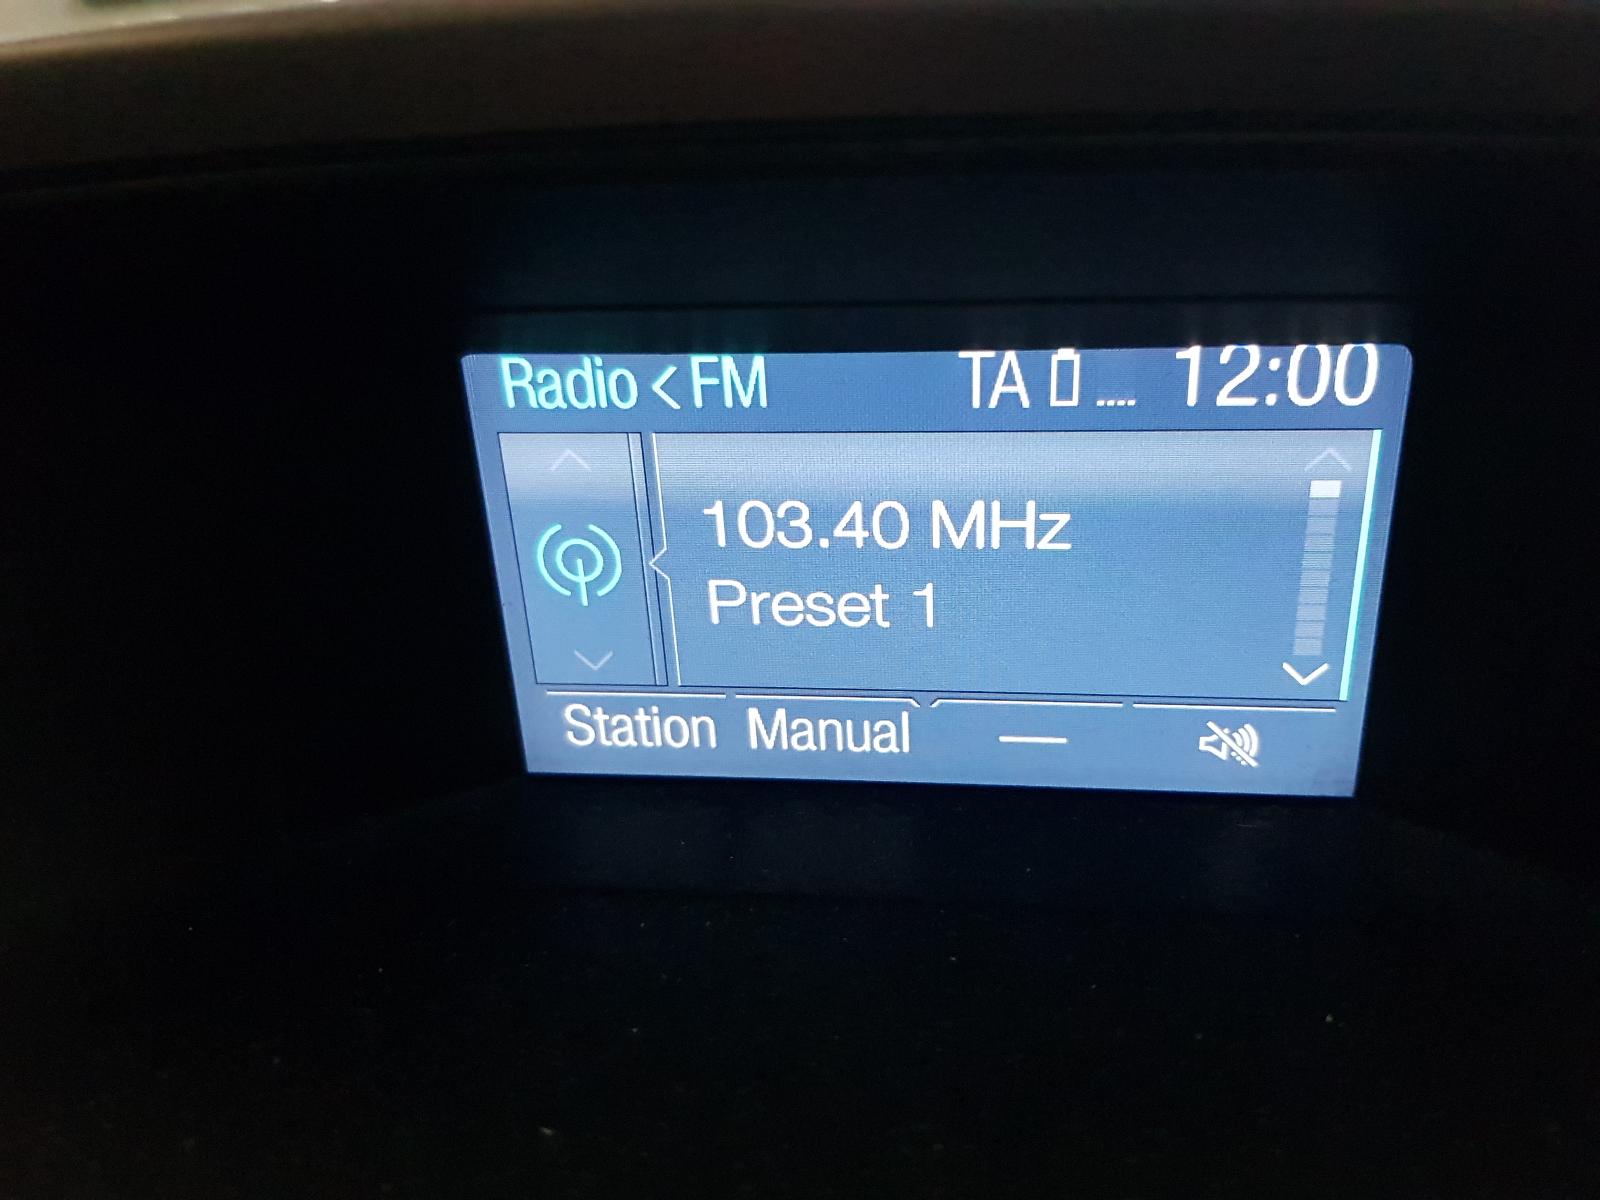 Radio < FM TA 12:00
103.40 MHz
Preset 1
Station Manual